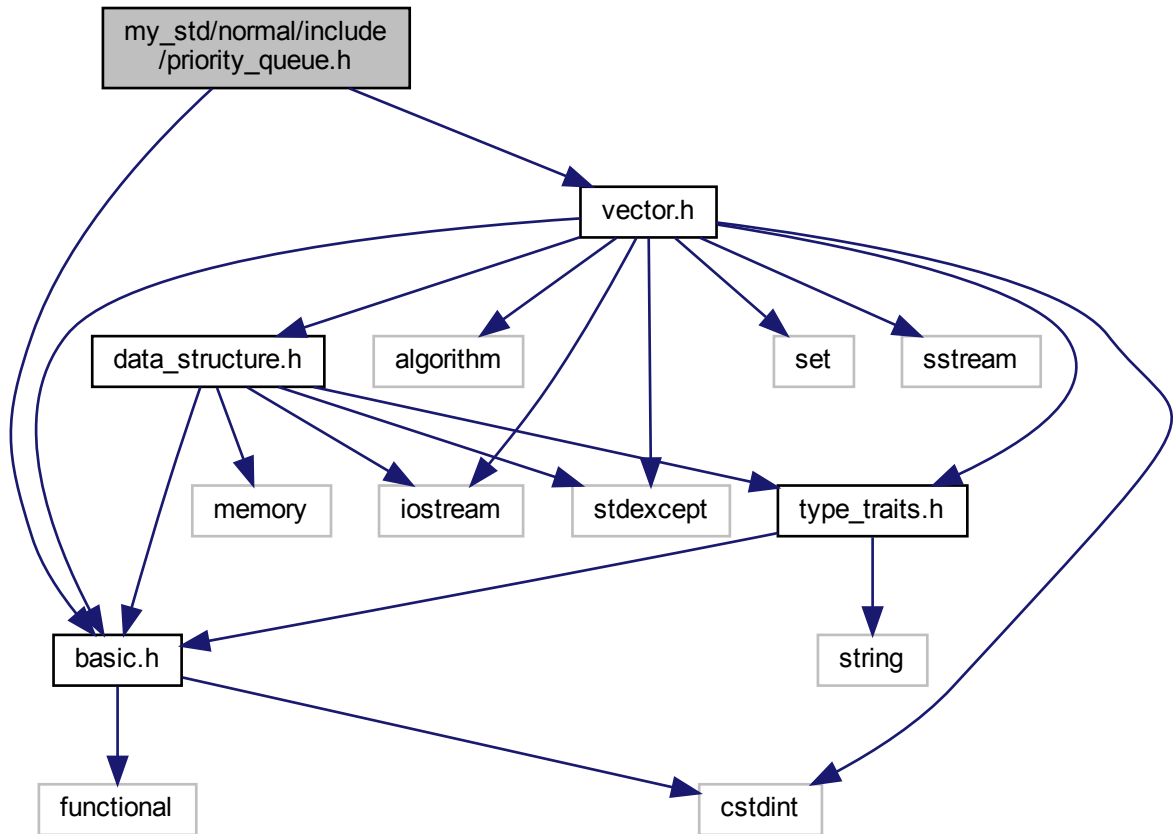 my_std/normal/include
/priority_queue.h
vector.h
data_structure.h
algorithm
set
sstream
memory
iostream
stdexcept
type_traits.h
basic.h
string
functional
cstdint